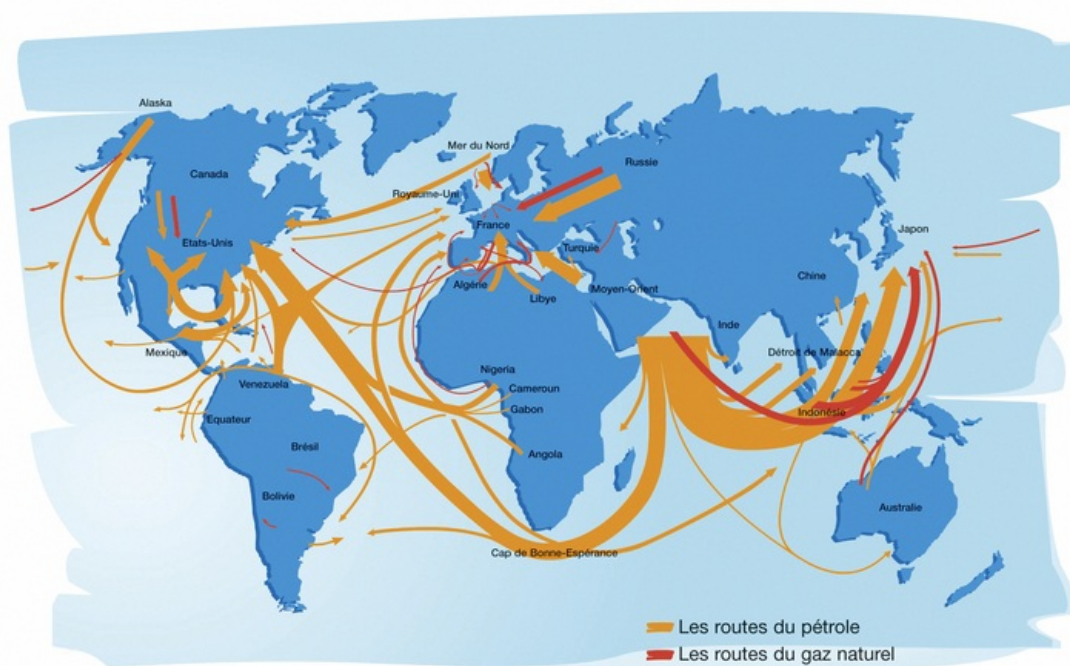 Alaska
Mer du Nord
Russie
Canada
Royaume-Uni
France
Japon
Etats-Unis
Turquie
Chine
Algérie
Moyen-Orient
Libye
Inde
Mexique
Détroit de Malacca
Nigeria
Venezuela
Cameroun
Gabon
Indonésie
Equateur
Brésil
Angola
Bolivie
Australie
Cap de Bonne-Espérance
Les routes du pétrole
Les routes du gaz naturel